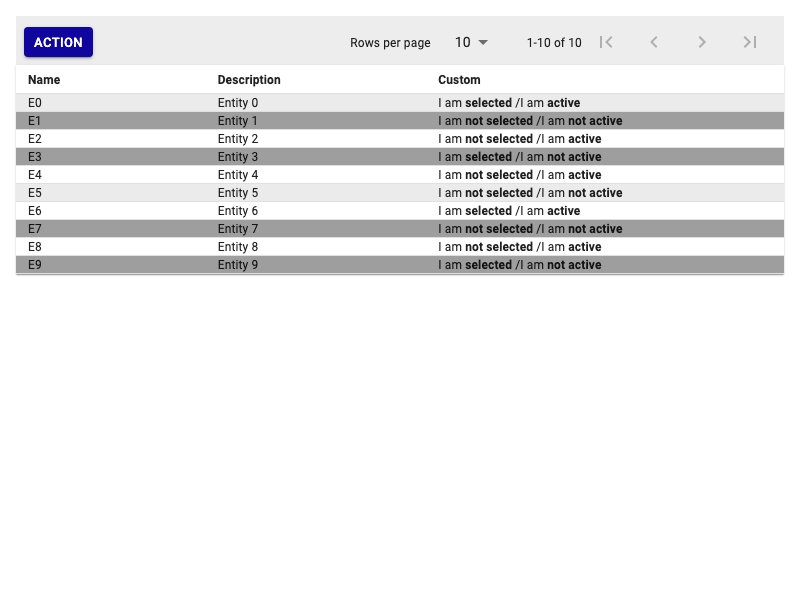 ACTION Rows per page 10 1-10 of 10
Name Description Custom
E0 Entity 0 I am selected /I am active
E1 Entity 1 I am not selected /I am not active
E2 Entity 2 I am not selected /I am active
E3 Entity 3 I am selected /I am not active
E4 Entity 4 I am not selected /I am active
E5 Entity 5 I am not selected /I am not active
E6 Entity 6 I am selected /I am active
E7 Entity 7 I am not selected /I am not active
E8 Entity 8 I am not selected /I am active
E9 Entity 9 I am selected /I am not active